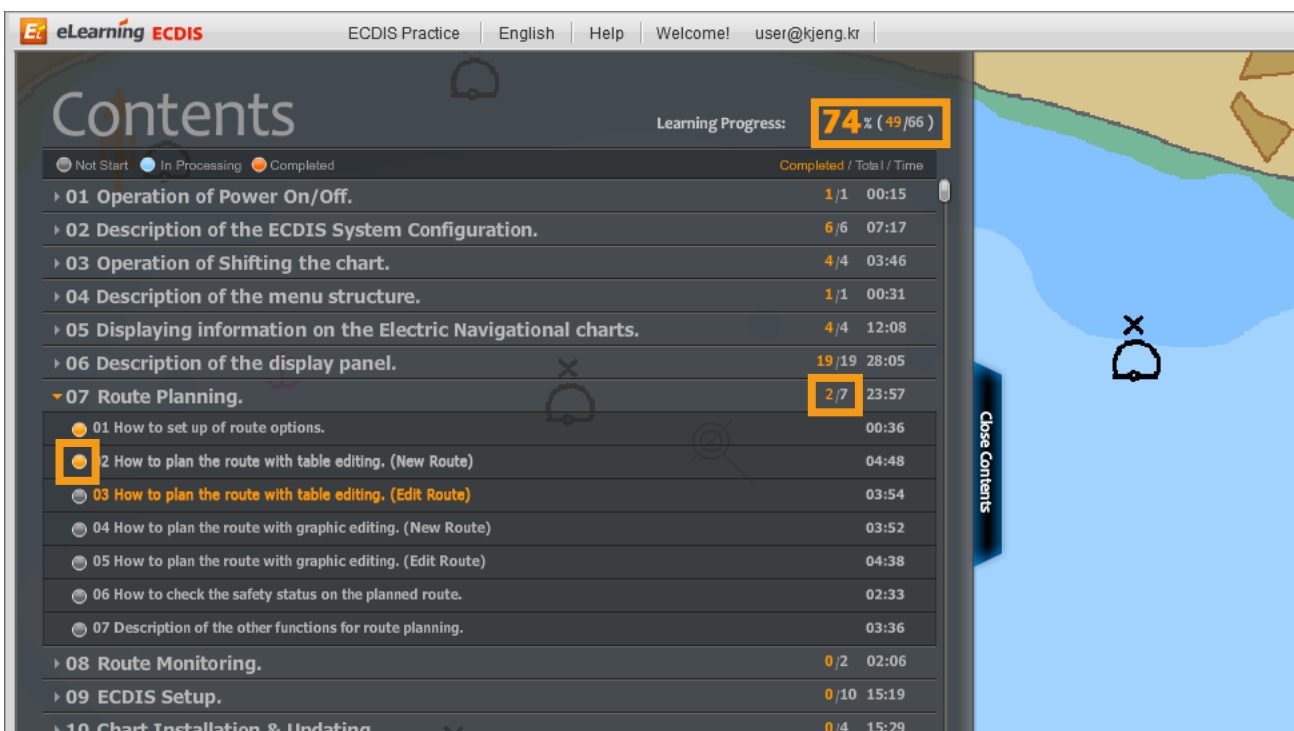 Et eLearning ECDIS ECDIS Practice English Help Welcome! user@kjeng.kr
Contents
Learning Progress: 74 % ( 49 /66 )
Not Start In Processing Completed Completed / Total / Time
01 Operation of Power On/Off. 1 /1 00:15
02 Description of the ECDIS System Configuration. 6 /6 07:17
03 Operation of Shifting the chart. 4 /4 03:46
04 Description of the menu structure. 1 /1 00:31
05 Displaying information on the Electric Navigational charts. 4 /4 12:08
06 Description of the display panel. 19 /19 28:05
07 Route Planning. 2 /7 23:57
01 How to set up of route options. 00:36
02 How to plan the route with table editing. (New Route) 04:48
03 How to plan the route with table editing. (Edit Route) 03:54
04 How to plan the route with graphic editing. (New Route) 03:52
05 How to plan the route with graphic editing. (Edit Route) 04:38
06 How to check the safety status on the planned route. 02:33
07 Description of the other functions for route planning. 03:36
08 Route Monitoring. 0 /2 02:06
09 ECDIS Setup. 0 /10 15:19
10 Chart Installation & Updating. 0 /4 15:29
Close Contents